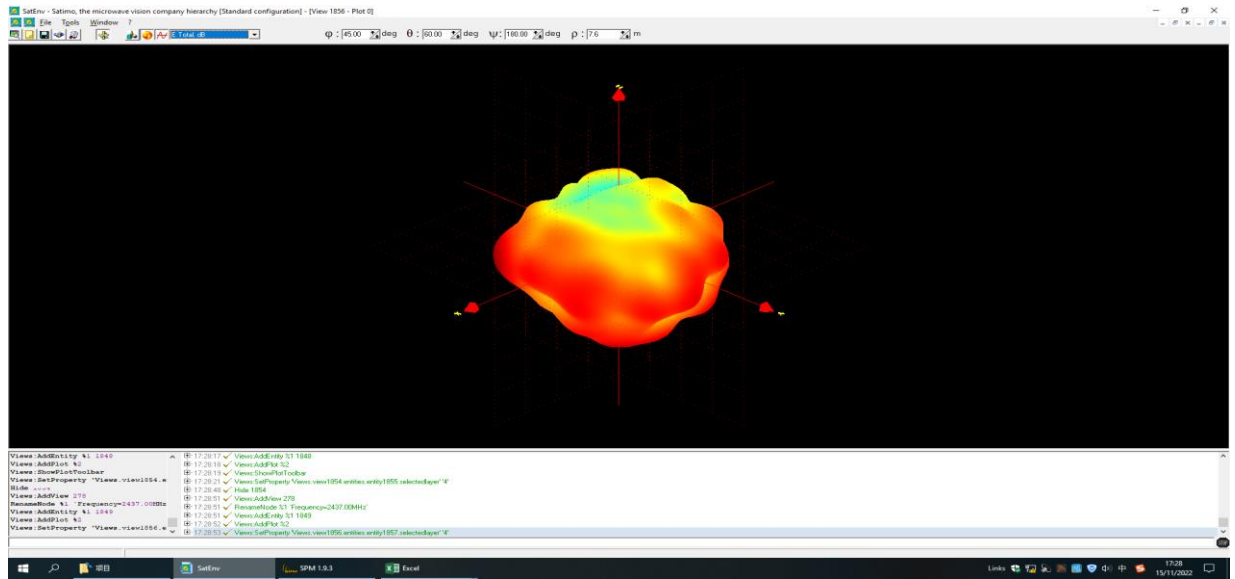 SatEnv - Satimo, the microwave vision company hierarchy [Standard configuration] - [View 1856 - Plot 0]
File Tools Window ?
E Total dB φ : 45.00 deg θ : 60.00 deg ψ : 180.00 deg ρ : 7.6 m
Views:AddEntity %1 1848
Views:AddPlot %2
Views:ShowPlotToolbar
Views:SetProperty "Views.view1854.e
Hide
Views:AddView 278
RenameNode %1 'Frequency=2437.00MHz
Views:AddEntity %1 1849
Views:AddPlot %2
Views:SetProperty "Views.view1856.e
17:28:17 Views:AddEntity %1 1848
17:28:18 Views:AddPlot %2
17:28:19 Views:ShowPlotToolbar
17:28:21 Views:SetProperty 'Views.view1854.entities.entity1855.selectedlayer' '4'
17:28:48 Hide 1854
17:28:51 Views:AddView 278
17:28:51 RenameNode %1 'Frequency=2437.00MHz'
17:28:51 Views:AddEntity %1 1849
17:28:52 Views:AddPlot %2
17:28:53 Views:SetProperty 'Views.view1856.entities.entity1857.selectedlayer' '4'
项目 SatEnv SPM 1.9.3 Excel Links 中 17:28
15/11/2022